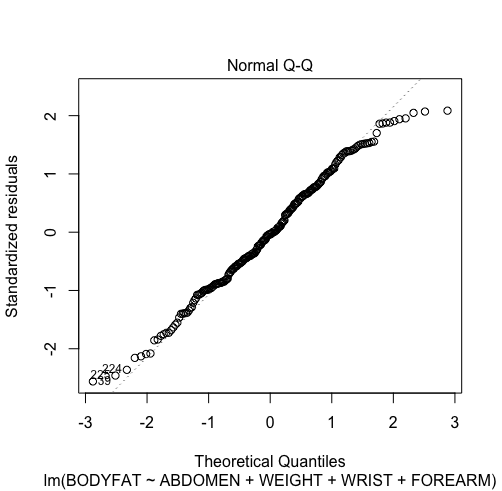 Normal Q-Q
Standardized residuals
2
1
0
-1
-2
224
225
39
-3 -2 -1 0 1 2 3
Theoretical Quantiles
lm(BODYFAT ~ ABDOMEN + WEIGHT + WRIST + FOREARM)